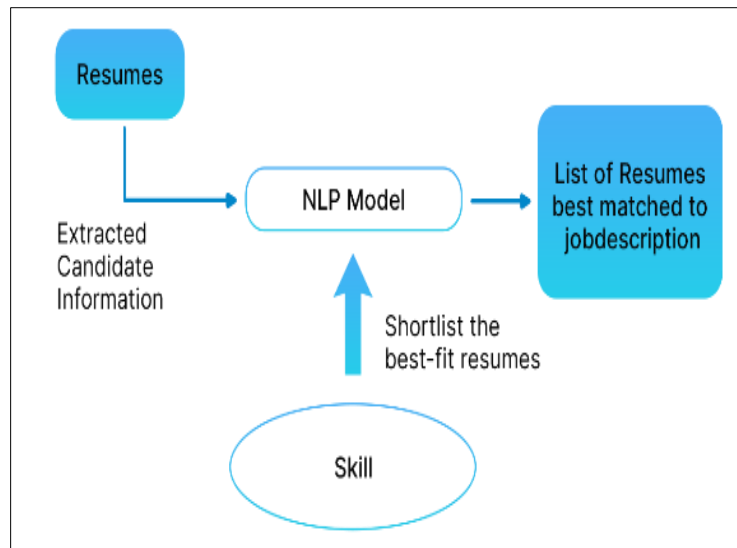 Resumes
NLP Model
List of Resumes
best matched to
jobdescription
Extracted
Candidate
Information
Shortlist the
best-fit resumes
Skill